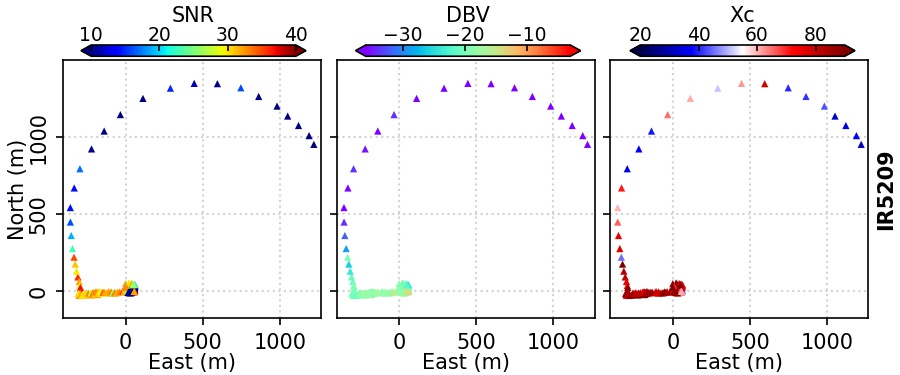 SNR DBV Xc
10 20 30 40 −30 −20 −10 20 40 60 80
North (m)
1000
500
0
IR5209
0 500 1000 0 500 1000 0 500 1000
East (m) East (m) East (m)